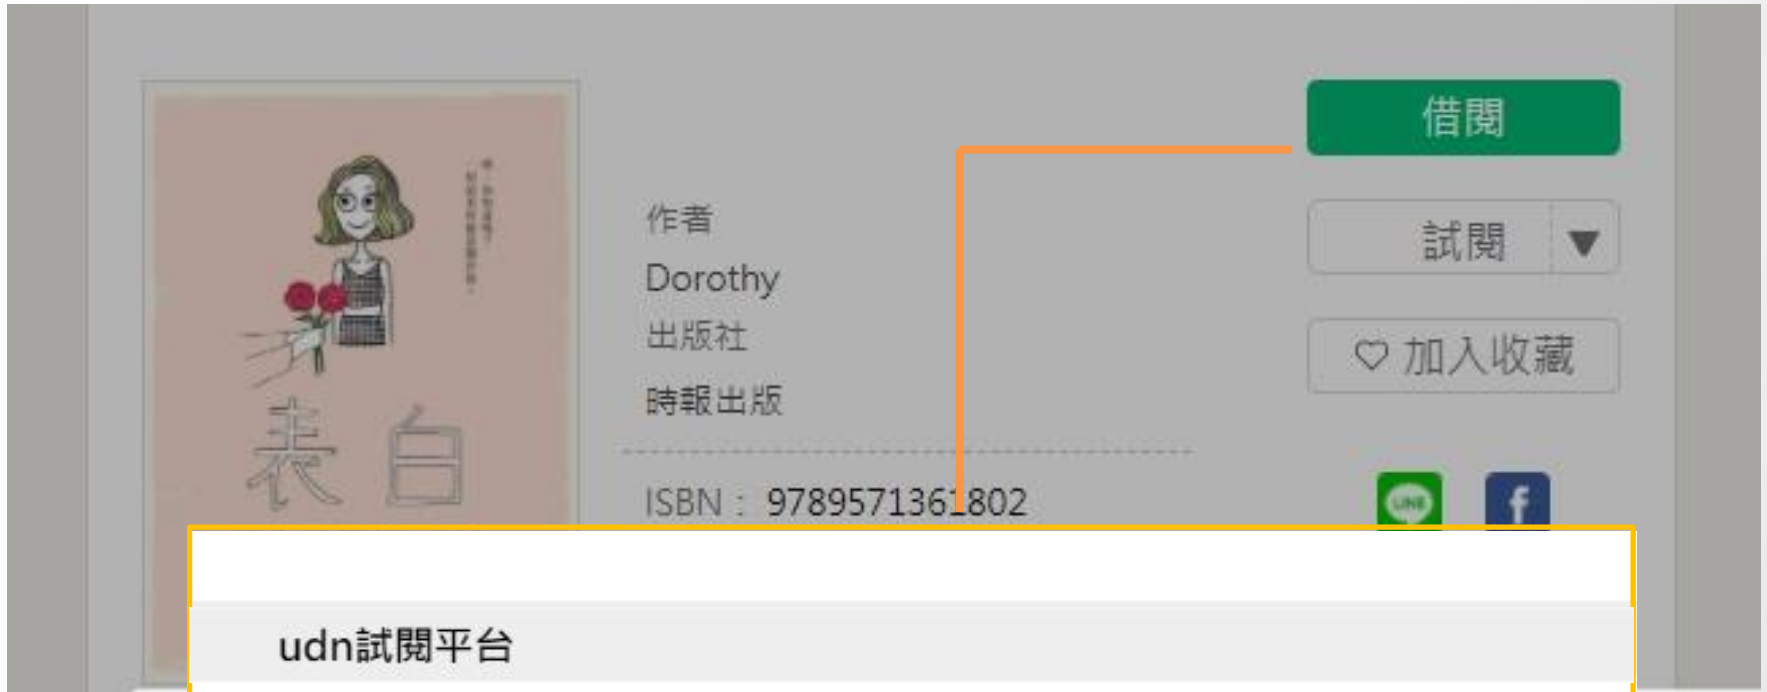 借閱
作者
試閱
Dorothy
出版社
加入收藏
時報出版
表白
ISBN：9789571361802
LINE
f
udn試閱平台